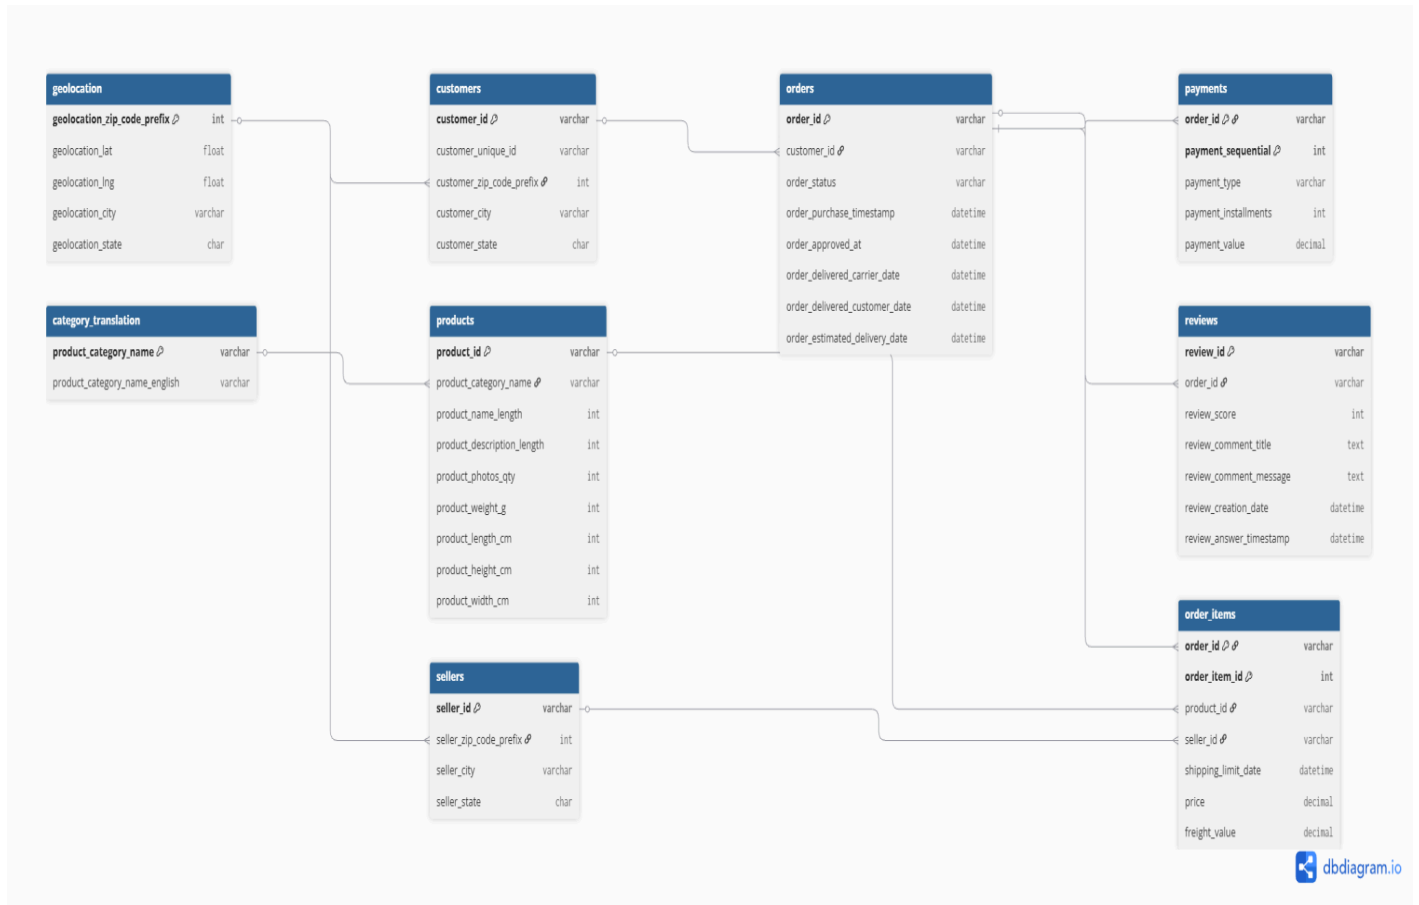 geolocation
geolocation_zip_code_prefix int
geolocation_lat float
geolocation_lng float
geolocation_city varchar
geolocation_state char
customers
customer_id varchar
customer_unique_id varchar
customer_zip_code_prefix int
customer_city varchar
customer_state char
orders
order_id varchar
customer_id varchar
order_status varchar
order_purchase_timestamp datetime
order_approved_at datetime
order_delivered_carrier_date datetime
order_delivered_customer_date datetime
order_estimated_delivery_date datetime
payments
order_id varchar
payment_sequential int
payment_type varchar
payment_installments int
payment_value decimal
category_translation
product_category_name varchar
product_category_name_english varchar
products
product_id varchar
product_category_name varchar
product_name_length int
product_description_length int
product_photos_qty int
product_weight_g int
product_length_cm int
product_height_cm int
product_width_cm int
reviews
review_id varchar
order_id varchar
review_score int
review_comment_title text
review_comment_message text
review_creation_date datetime
review_answer_timestamp datetime
sellers
seller_id varchar
seller_zip_code_prefix int
seller_city varchar
seller_state char
order_items
order_id varchar
order_item_id int
product_id varchar
seller_id varchar
shipping_limit_date datetime
price decimal
freight_value decimal
dbdiagram.io